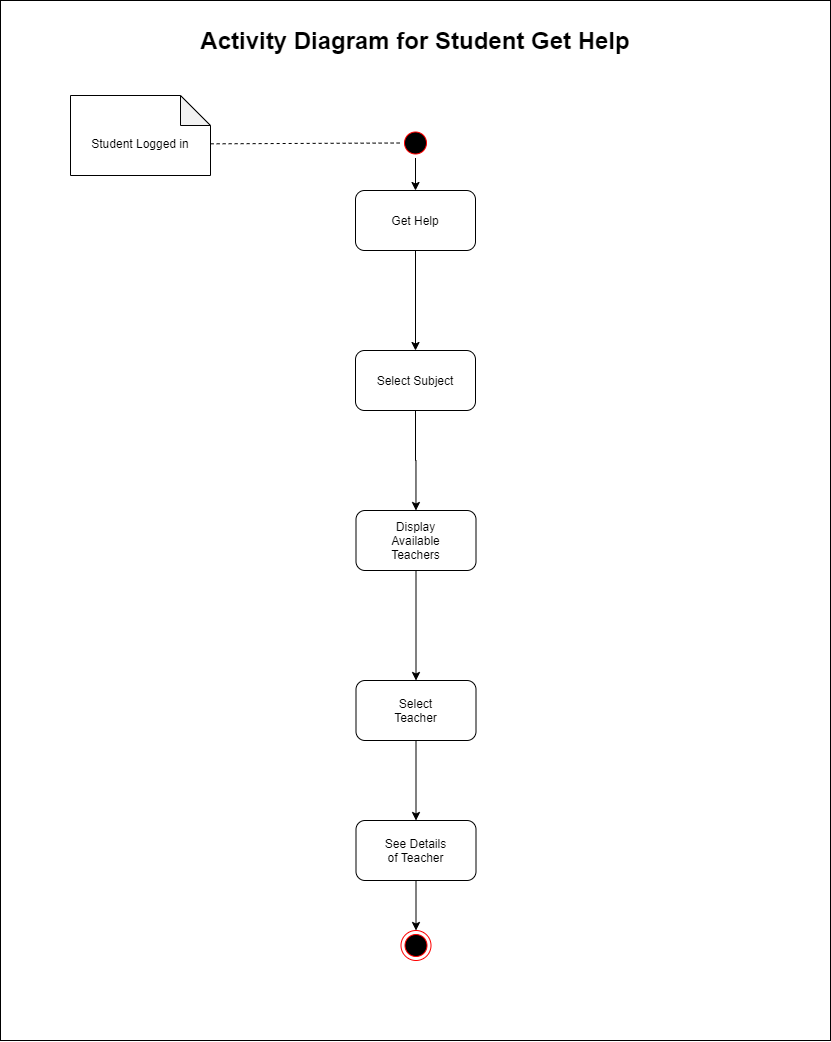 Activity Diagram for Student Get Help
Student Logged in
Get Help
Select Subject
Display
Available
Teachers
Select
Teacher
See Details
of Teacher